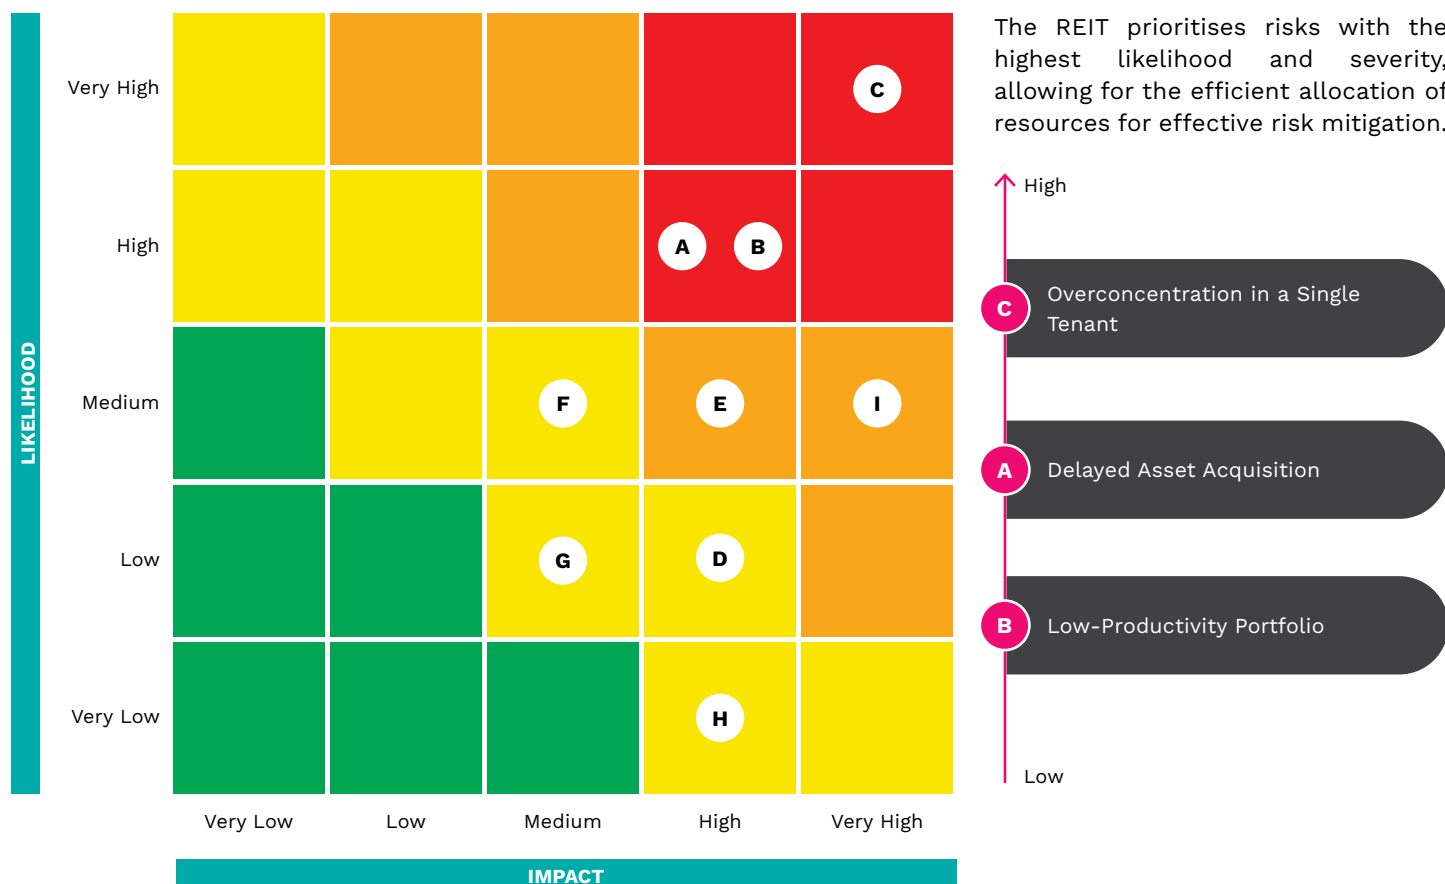 The REIT prioritises risks with the
highest likelihood and severity,
allowing for the efficient allocation of
resources for effective risk mitigation.
LIKELIHOOD
Very High
C
High
A B
Medium
F E I
Low
G D
Very Low
H
Very Low Low Medium High Very High
IMPACT
High
C Overconcentration in a Single
Tenant
A Delayed Asset Acquisition
B Low-Productivity Portfolio
Low